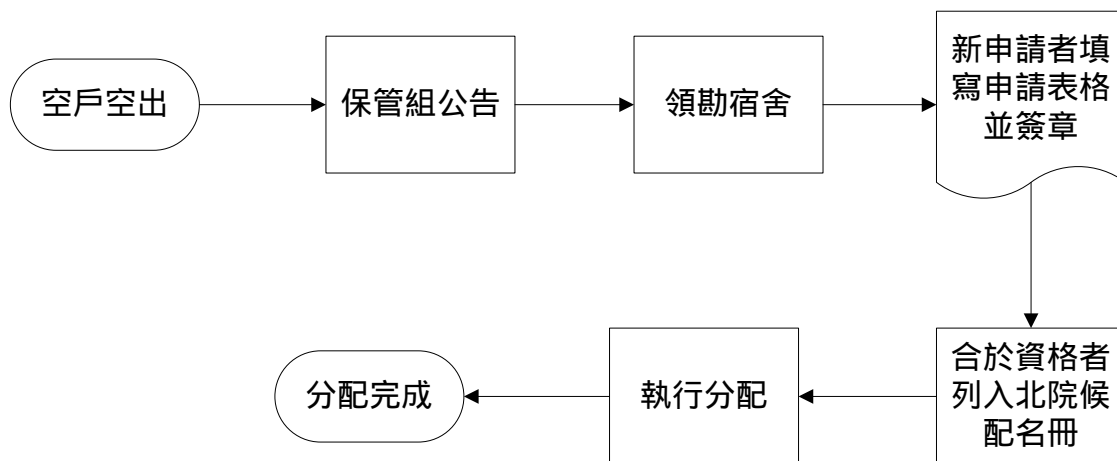 空戶空出
保管組公告
領勘宿舍
新申請者填
寫申請表格
並簽章
合於資格者
列入北院候
配名冊
執行分配
分配完成